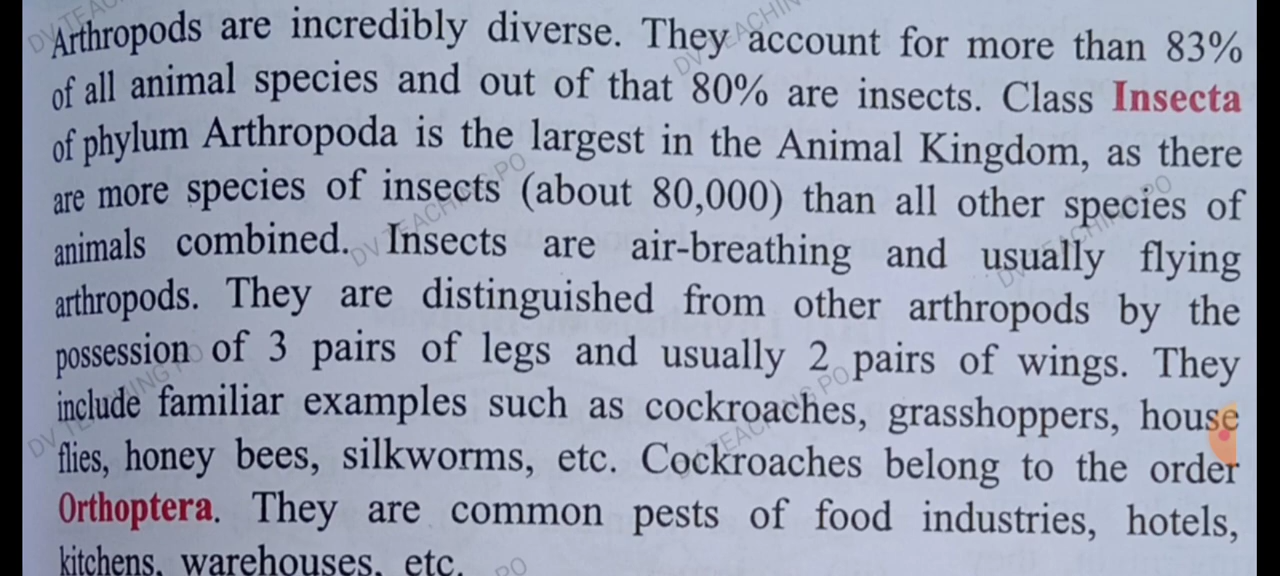 Arthropods are incredibly diverse. They account for more than 83%
of all animal species and out of that 80% are insects. Class Insecta
of phylum Arthropoda is the largest in the Animal Kingdom, as there
are more species of insects (about 80,000) than all other species of
animals combined. Insects are air-breathing and usually flying
arthropods. They are distinguished from other arthropods by the
possession of 3 pairs of legs and usually 2 pairs of wings. They
include familiar examples such as cockroaches, grasshoppers, house
flies, honey bees, silkworms, etc. Cockroaches belong to the order
Orthoptera. They are common pests of food industries, hotels,
kitchens, warehouses, etc.